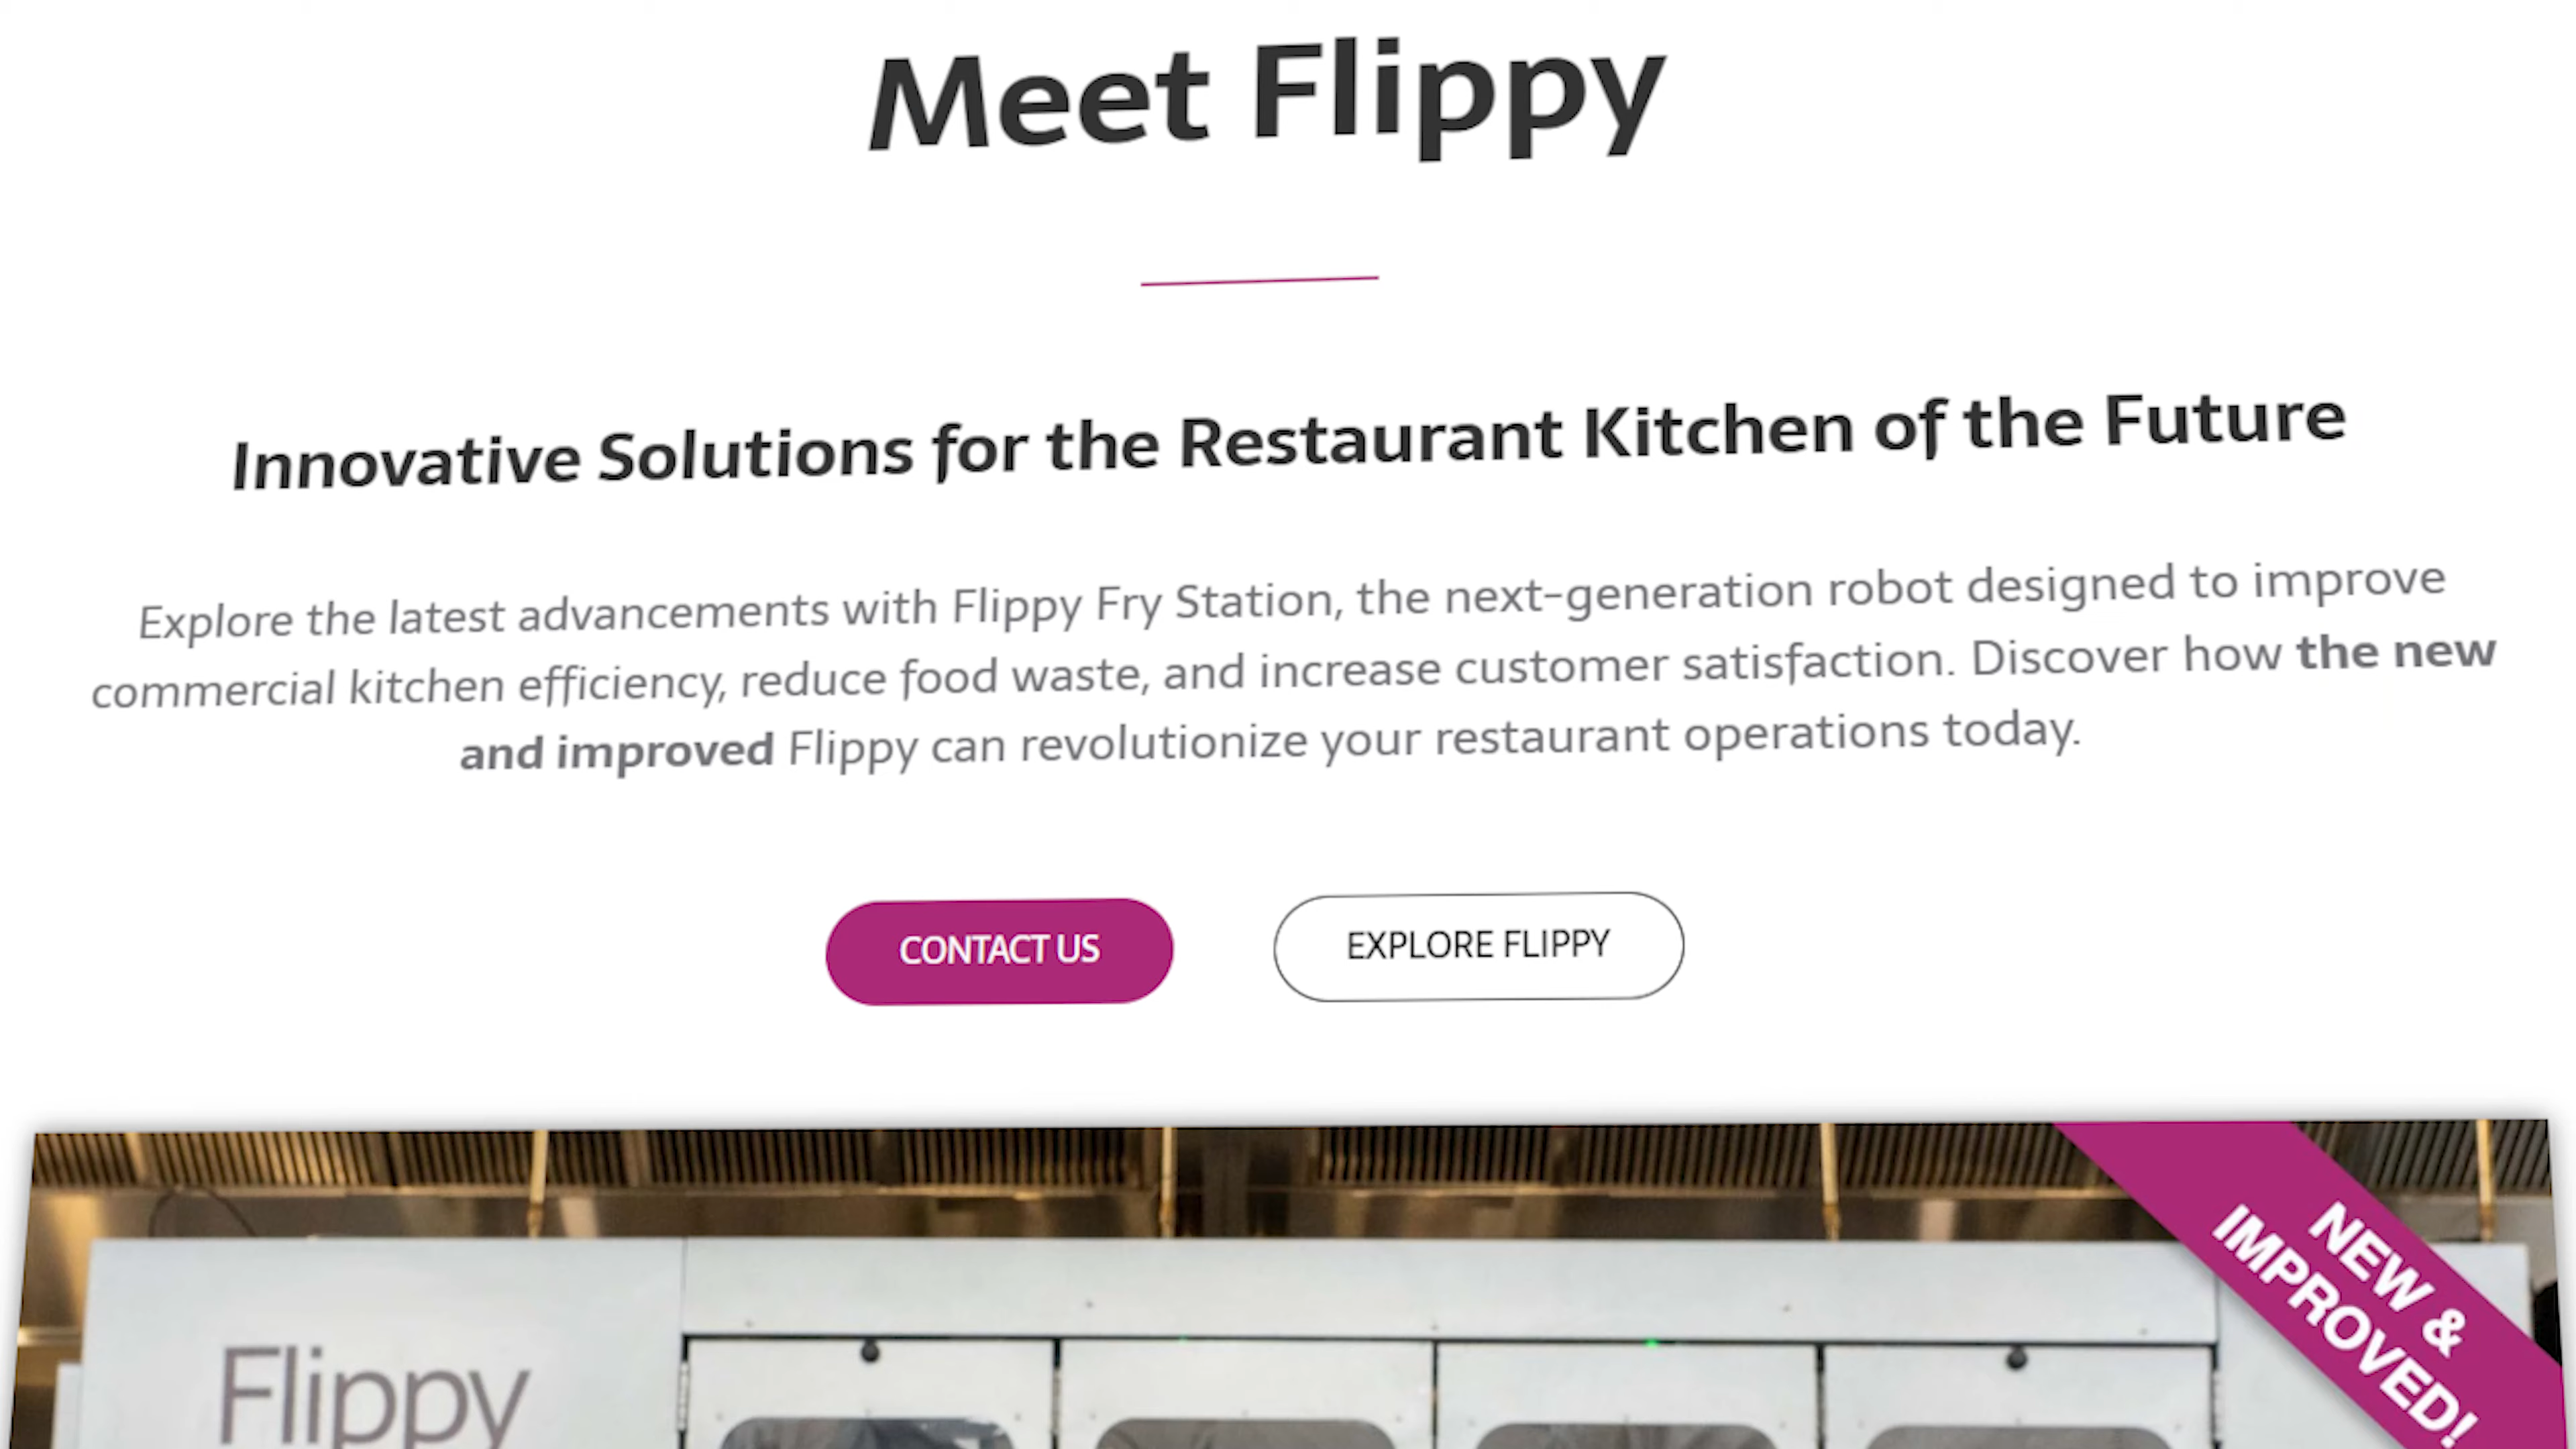 Meet Flippy
Innovative Solutions for the Restaurant Kitchen of the Future
Explore the latest advancements with Flippy Fry Station, the next-generation robot designed to improve
commercial kitchen efficiency, reduce food waste, and increase customer satisfaction. Discover how the new
and improved Flippy can revolutionize your restaurant operations today.
CONTACT US
EXPLORE FLIPPY
NEW &
IMPROVED!
Flippy